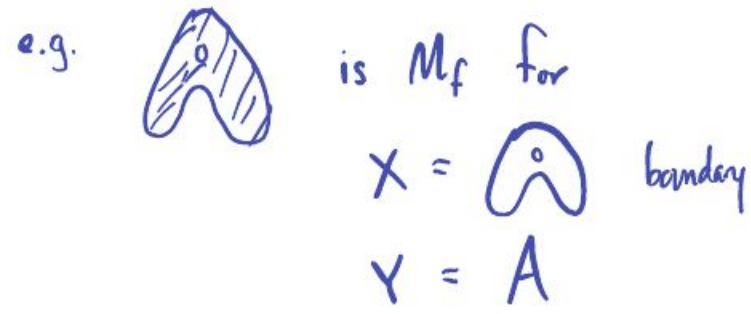 e.g. is M_f for
X = boundary
Y = A